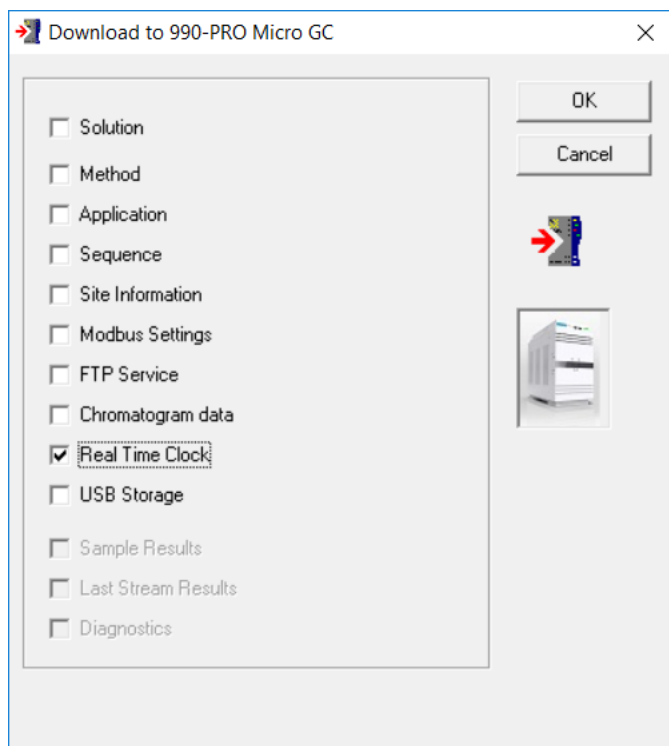 Download to 990-PRO Micro GC
OK
Cancel
Solution
Method
Application
Sequence
Site Information
Modbus Settings
FTP Service
Chromatogram data
Real Time Clock
USB Storage
Sample Results
Last Stream Results
Diagnostics